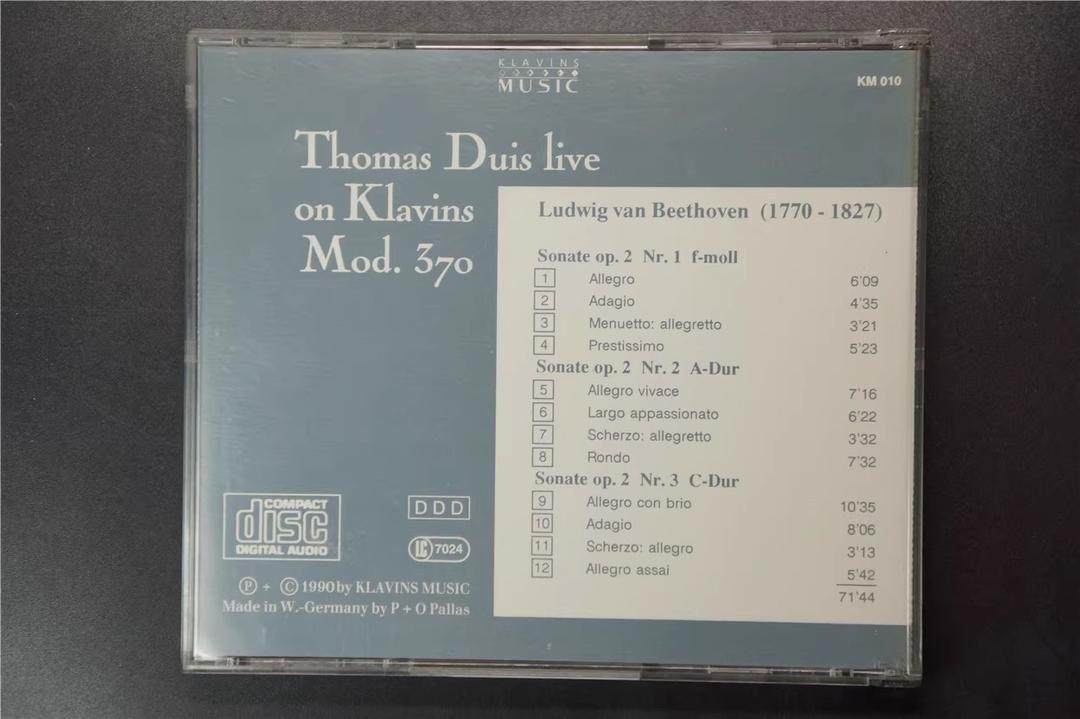 KLAVINS
MUSIC
KM 010
Thomas Duis live
on Klavins
Mod. 370
Ludwig van Beethoven (1770 - 1827)
Sonate op. 2 Nr. 1 f-moll
1 Allegro 6'09
2 Adagio 4'35
3 Menuetto: allegretto 3'21
4 Prestissimo 5'23
Sonate op. 2 Nr. 2 A-Dur
5 Allegro vivace 7'16
6 Largo appassionato 6'22
7 Scherzo: allegretto 3'32
8 Rondo 7'32
Sonate op. 2 Nr. 3 C-Dur
9 Allegro con brio 10'35
10 Adagio 8'06
11 Scherzo: allegro 3'13
12 Allegro assai 5'42
71'44
COMPACT
disc
DIGITAL AUDIO
DDD
LC 7024
Ⓟ + Ⓒ 1990 by KLAVINS MUSIC
Made in W.-Germany by P + O Pallas